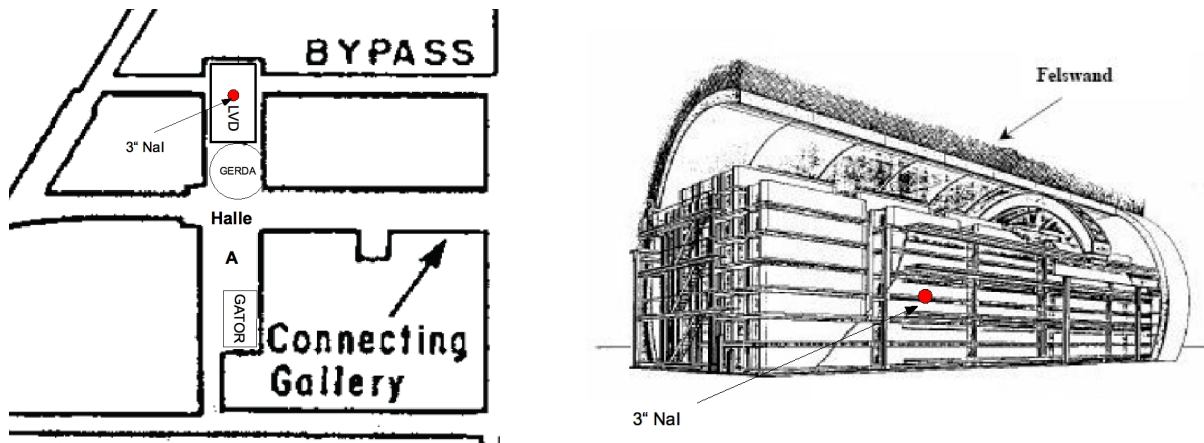 BYPASS
LVD
3“ NaI
GERDA
Halle
A
GATOR
Connecting
Gallery
Felswand
3“ NaI